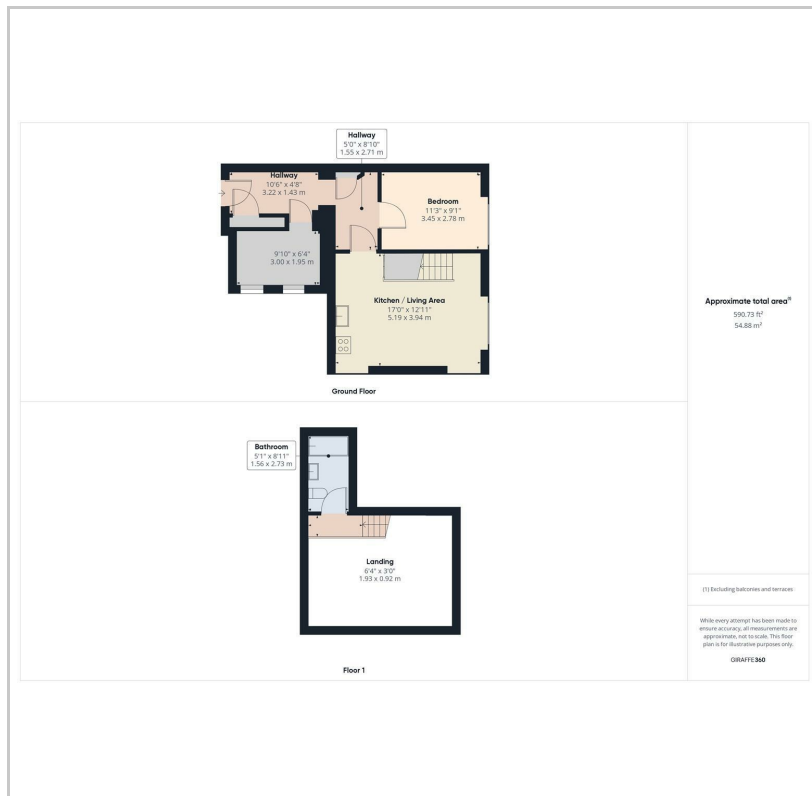 Hallway
5'0" x 8'10"
1.55 x 2.71 m
Hallway
10'6" x 4'8"
3.22 x 1.43 m
Bedroom
11'3" x 9'1"
3.45 x 2.78 m
9'10" x 6'4"
3.00 x 1.95 m
Kitchen / Living Area
17'0" x 12'11"
5.19 x 3.94 m
Ground Floor
Approximate total area⁽¹⁾
590.73 ft²
54.88 m²
Bathroom
5'1" x 8'11"
1.56 x 2.73 m
Landing
6'4" x 3'0"
1.93 x 0.92 m
Floor 1
(1) Excluding balconies and terraces
While every attempt has been made to
ensure accuracy, all measurements are
approximate, not to scale. This floor
plan is for illustrative purposes only.
GIRAFFE360